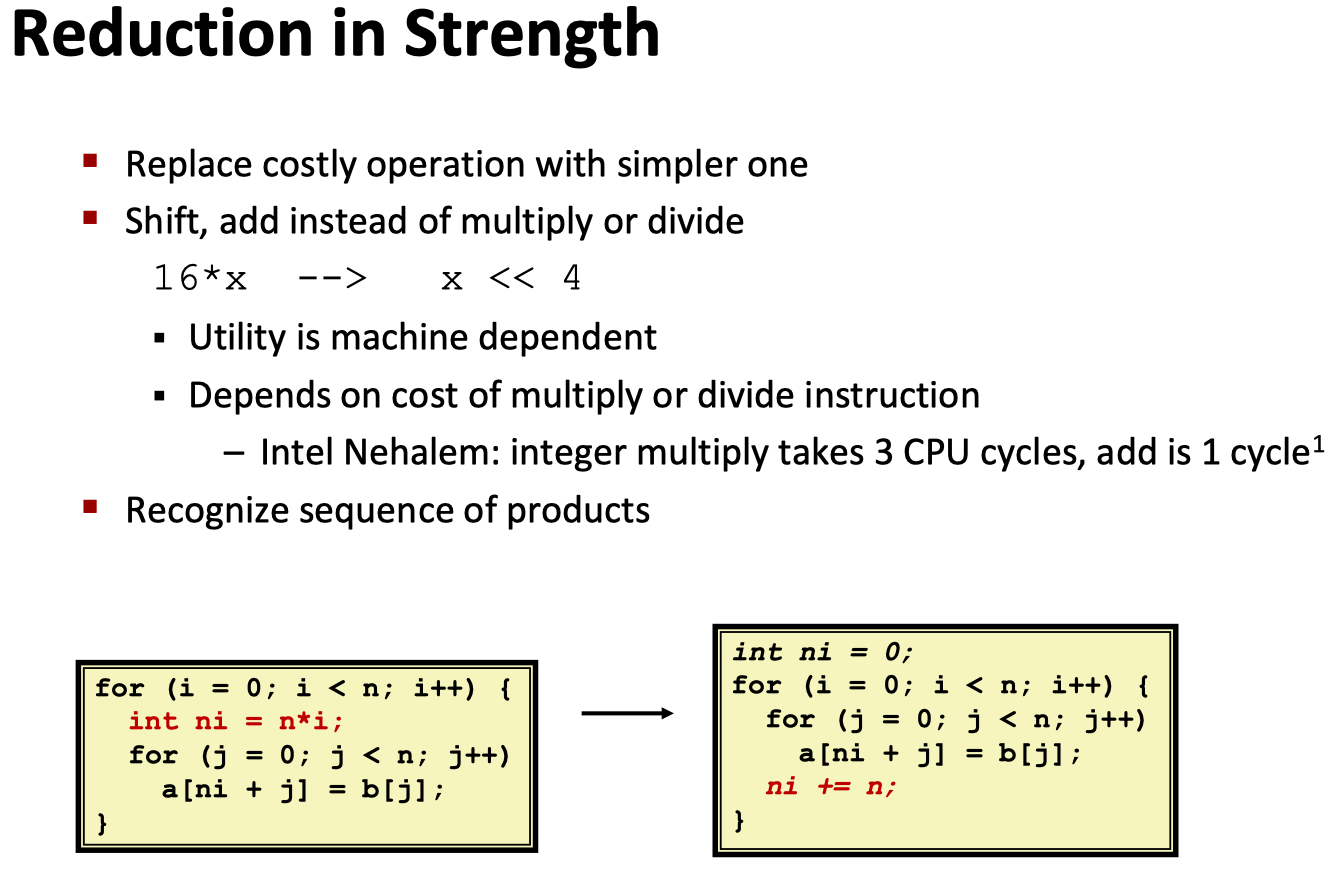 Reduction in Strength
▪ Replace costly operation with simpler one
▪ Shift, add instead of multiply or divide
16*x --> x << 4
▪ Utility is machine dependent
▪ Depends on cost of multiply or divide instruction
– Intel Nehalem: integer multiply takes 3 CPU cycles, add is 1 cycle¹
▪ Recognize sequence of products
for (i = 0; i < n; i++) {
  int ni = n*i;
  for (j = 0; j < n; j++)
    a[ni + j] = b[j];
}
int ni = 0;
for (i = 0; i < n; i++) {
  for (j = 0; j < n; j++)
    a[ni + j] = b[j];
  ni += n;
}